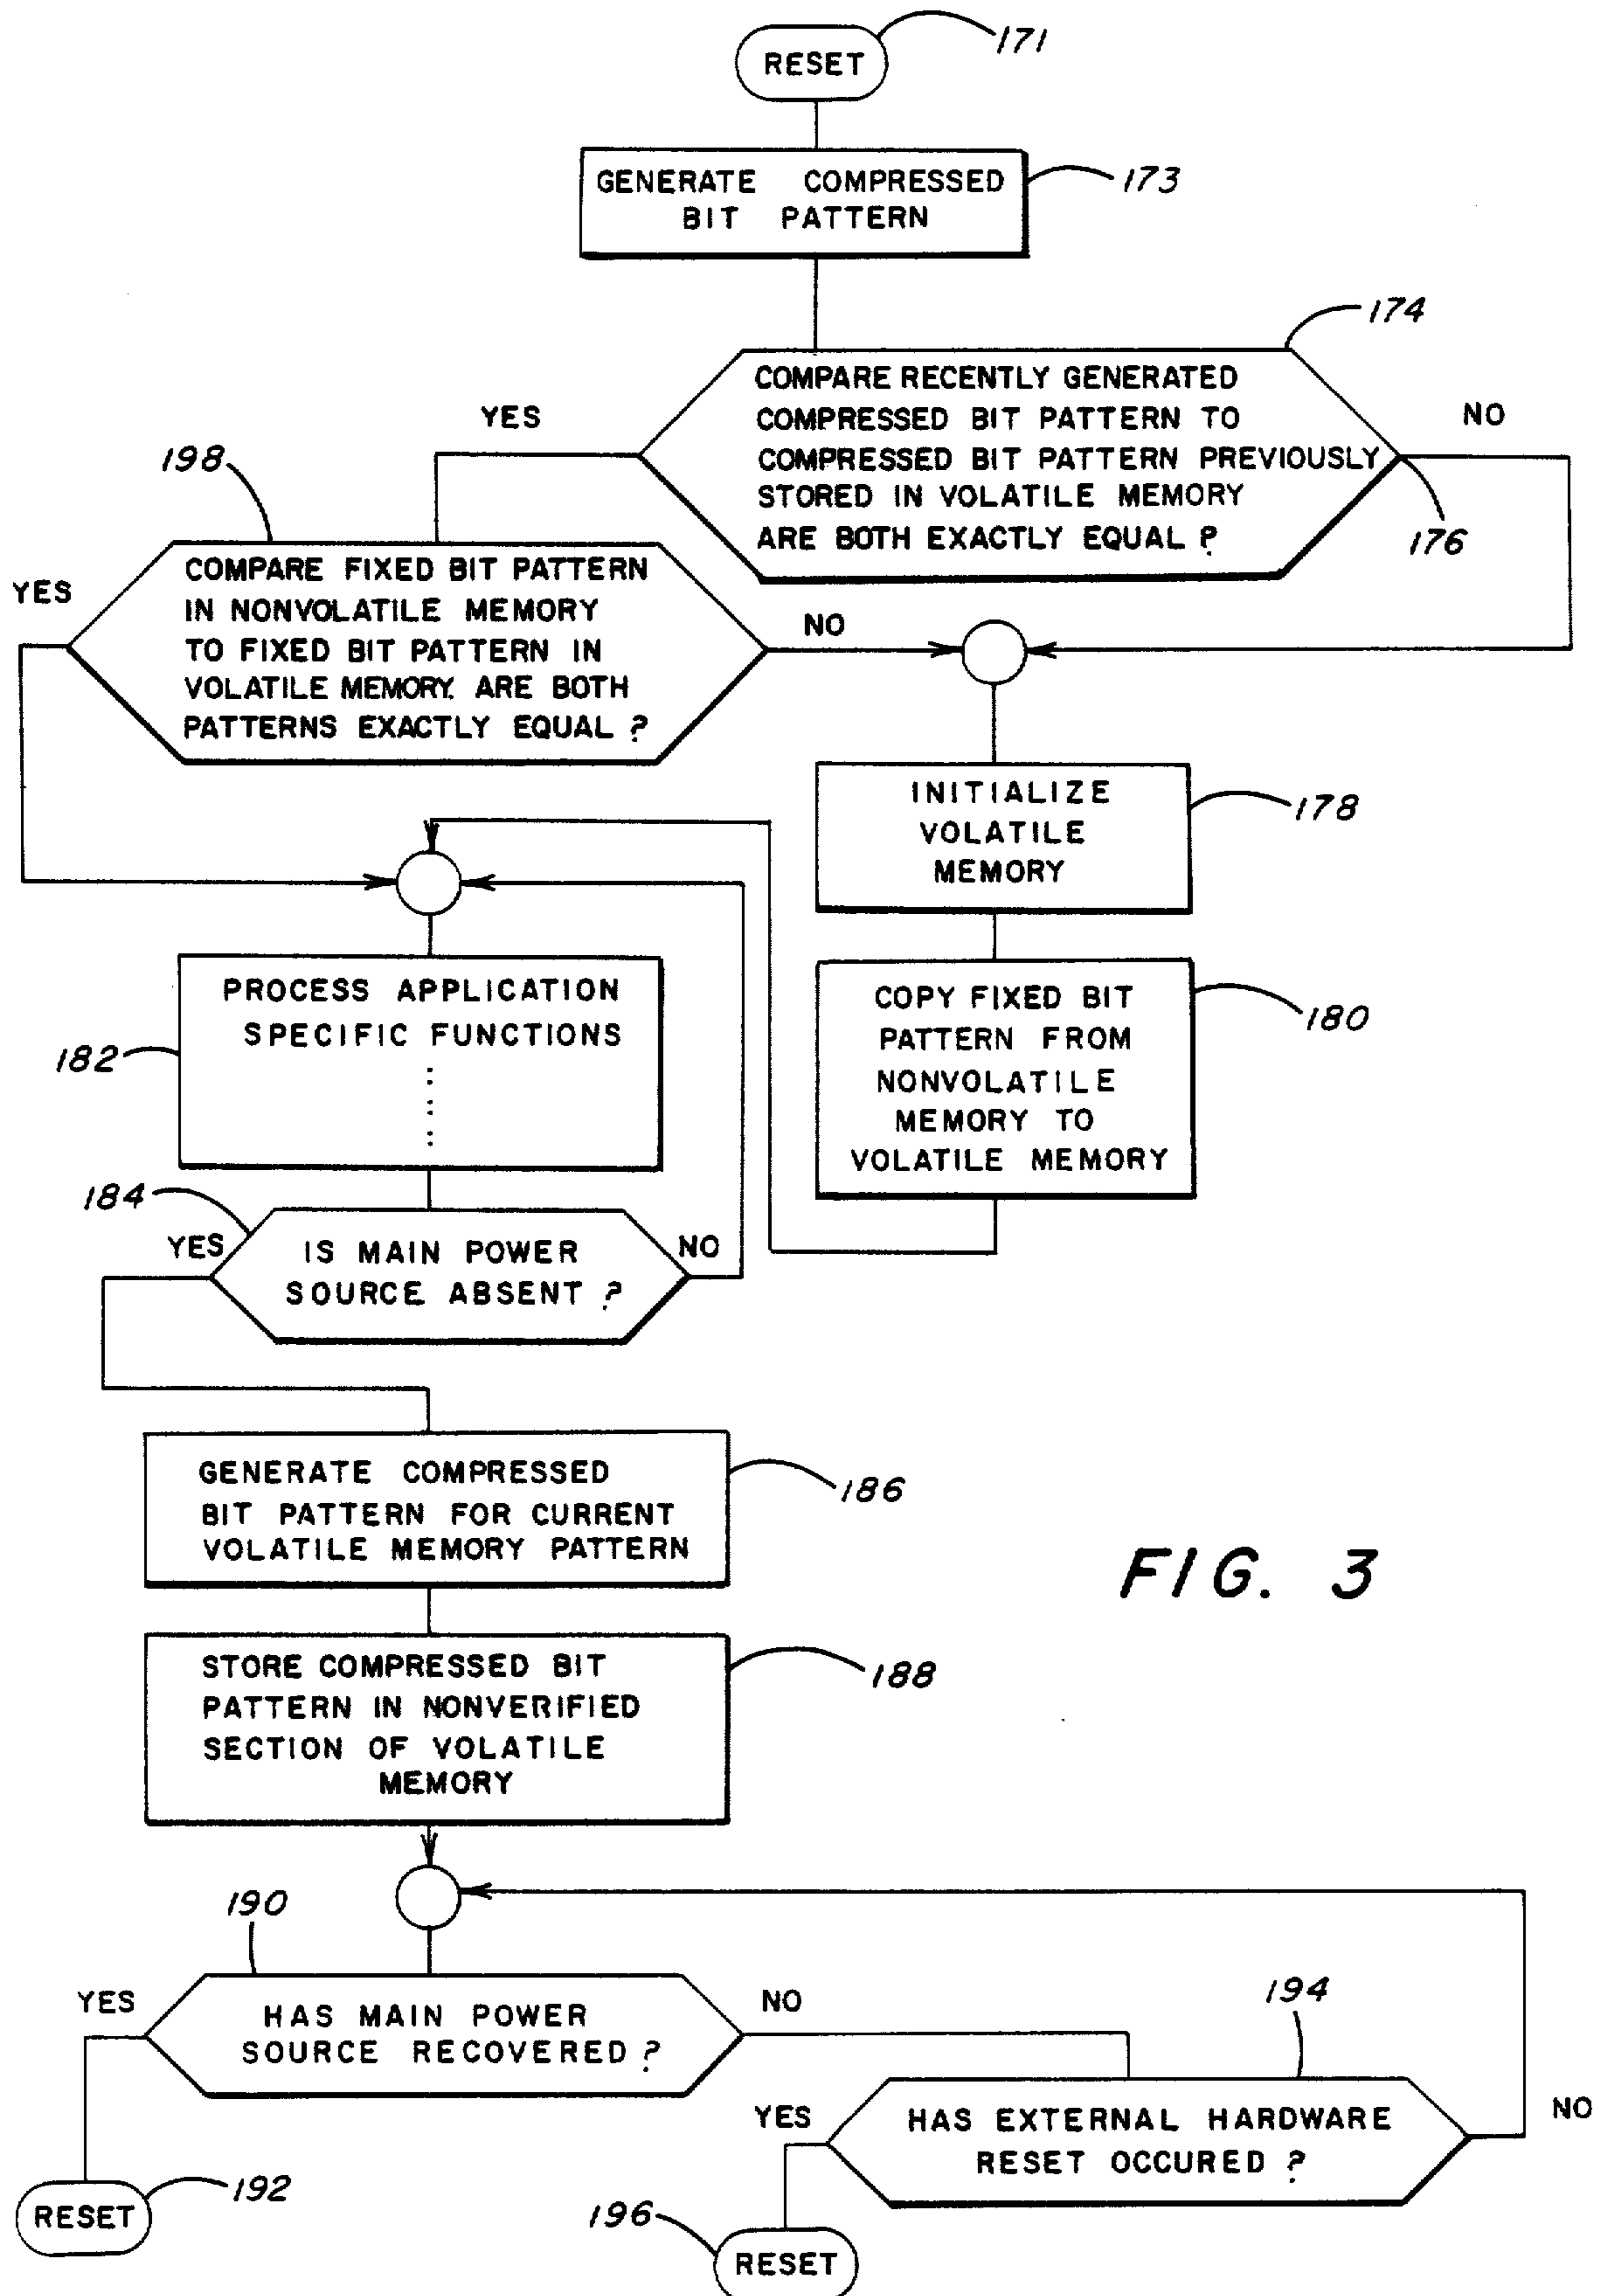 RESET
171
GENERATE COMPRESSED
BIT PATTERN
173
174
COMPARE RECENTLY GENERATED
COMPRESSED BIT PATTERN TO
COMPRESSED BIT PATTERN PREVIOUSLY
STORED IN VOLATILE MEMORY
ARE BOTH EXACTLY EQUAL ?
YES
NO
176
198
COMPARE FIXED BIT PATTERN
IN NONVOLATILE MEMORY
TO FIXED BIT PATTERN IN
VOLATILE MEMORY. ARE BOTH
PATTERNS EXACTLY EQUAL ?
YES
NO
INITIALIZE
VOLATILE
MEMORY
178
COPY FIXED BIT
PATTERN FROM
NONVOLATILE
MEMORY TO
VOLATILE MEMORY
180
PROCESS APPLICATION
SPECIFIC FUNCTIONS
182
184
YES
IS MAIN POWER
SOURCE ABSENT ?
NO
GENERATE COMPRESSED
BIT PATTERN FOR CURRENT
VOLATILE MEMORY PATTERN
186
FIG. 3
STORE COMPRESSED BIT
PATTERN IN NONVERIFIED
SECTION OF VOLATILE
MEMORY
188
190
YES
HAS MAIN POWER
SOURCE RECOVERED ?
NO
194
YES
HAS EXTERNAL HARDWARE
RESET OCCURED ?
NO
RESET
192
196
RESET